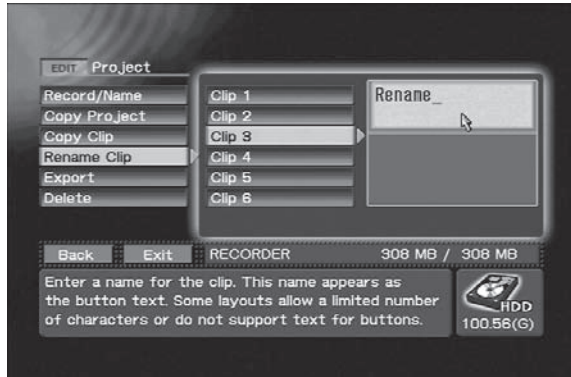 EDIT Project
Record/Name
Copy Project
Copy Clip
Rename Clip
Export
Delete
Clip 1
Clip 2
Clip 3
Clip 4
Clip 5
Clip 6
Rename_
Back Exit RECORDER 308 MB / 308 MB
Enter a name for the clip. This name appears as
the button text. Some layouts allow a limited number
of characters or do not support text for buttons.
HDD
100.56(G)